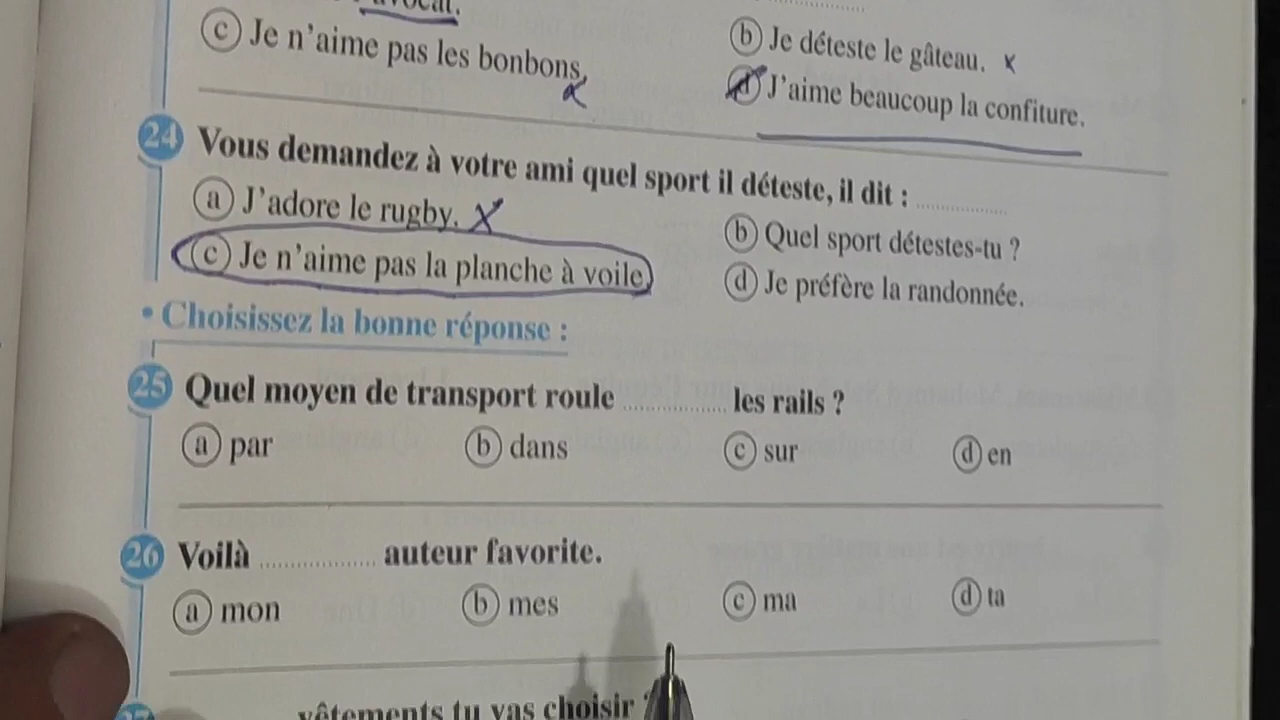 c Je n'aime pas les bonbons.
b Je déteste le gâteau. x
d J'aime beaucoup la confiture.
24 Vous demandez à votre ami quel sport il déteste, il dit : ..............
a J'adore le rugby. X
b Quel sport détestes-tu ?
c Je n'aime pas la planche à voile.
d Je préfère la randonnée.
• Choisissez la bonne réponse :
25 Quel moyen de transport roule .............. les rails ?
a par b dans c sur d en
26 Voilà .............. auteur favorite.
a mon b mes c ma d ta
vêtements tu vas choisir